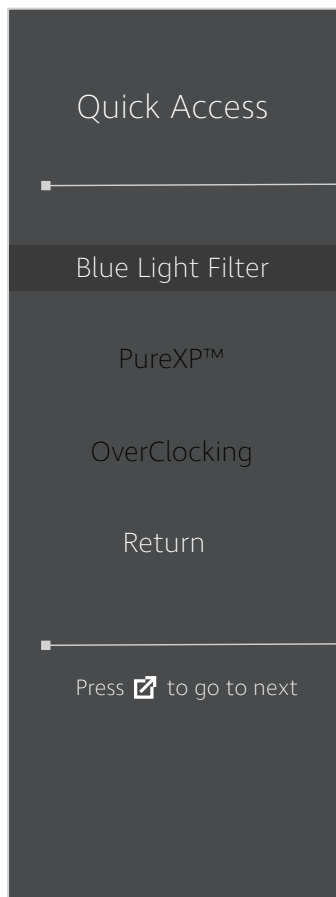 Quick Access
Blue Light Filter
PureXP™
OverClocking
Return
Press to go to next